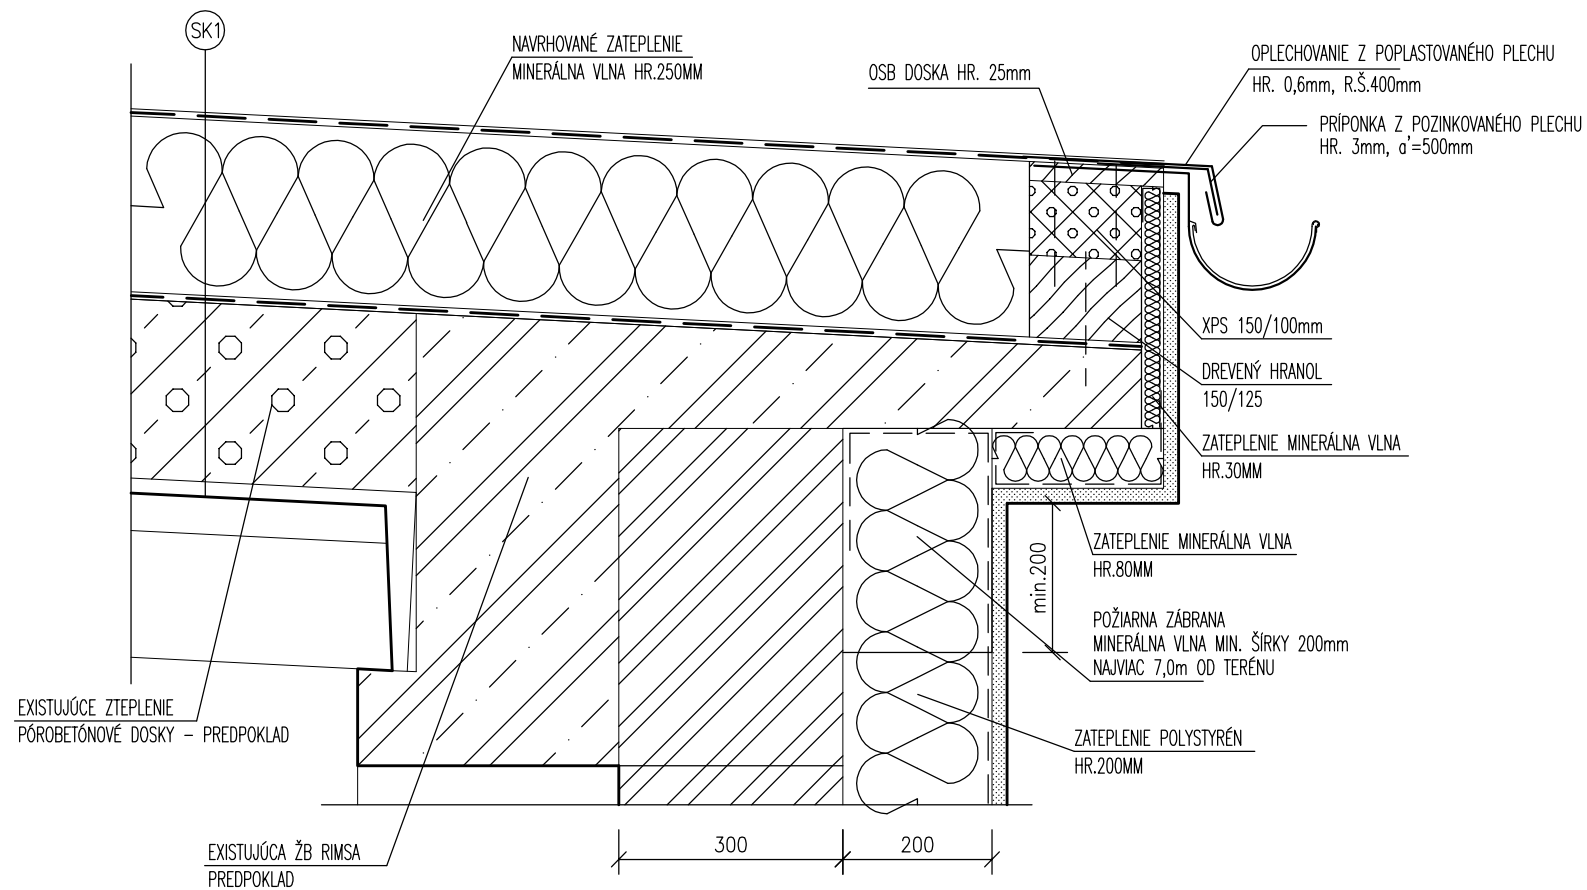 SK1
NAVRHOVANÉ ZATEPLENIE
MINERÁLNA VLNA HR.250MM
OSB DOSKA HR. 25mm
OPLECHOVANIE Z POPLASTOVANÉHO PLECHU
HR. 0,6mm, R.Š.400mm
PRÍPONKA Z POZINKOVANÉHO PLECHU
HR. 3mm, a'=500mm
XPS 150/100mm
DREVENÝ HRANOL
150/125
ZATEPLENIE MINERÁLNA VLNA
HR.30MM
ZATEPLENIE MINERÁLNA VLNA
HR.80MM
min.200
POŽIARNA ZÁBRANA
MINERÁLNA VLNA MIN. ŠÍRKY 200mm
NAJVIAC 7,0m OD TERÉNU
ZATEPLENIE POLYSTYRÉN
HR.200MM
EXISTUJÚCE ZTEPLENIE
PÓROBETÓNOVÉ DOSKY - PREDPOKLAD
EXISTUJÚCA ŽB RIMSA
PREDPOKLAD
300
200